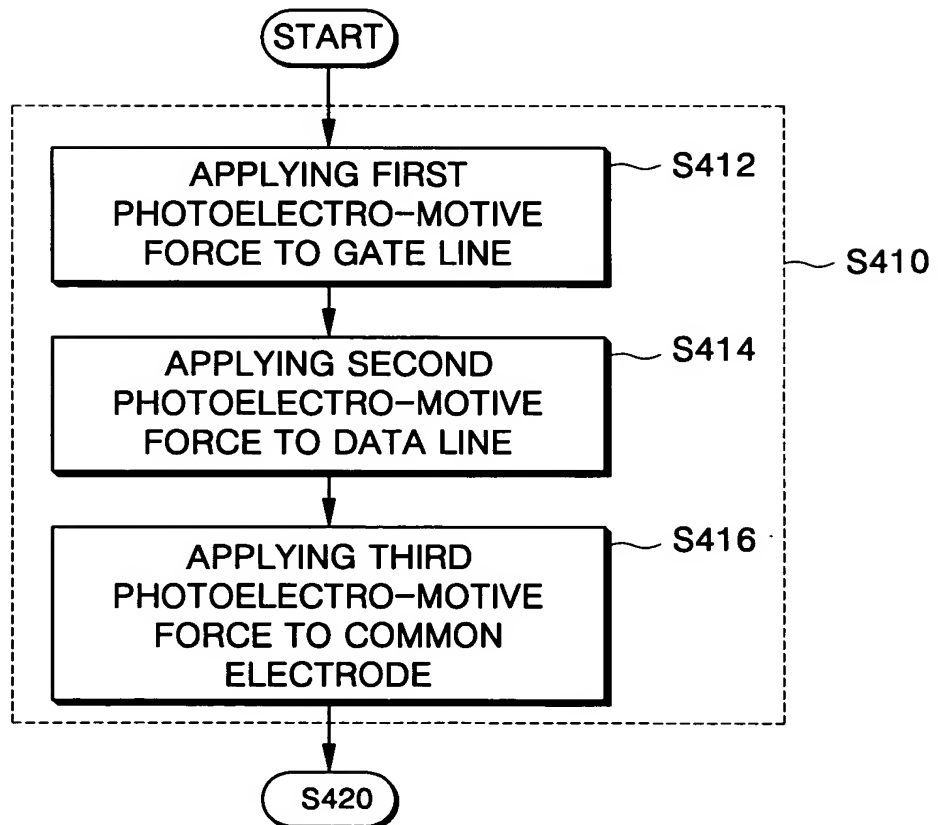 START
APPLYING FIRST
PHOTOELECTRO-MOTIVE
FORCE TO GATE LINE
S412
S410
APPLYING SECOND
PHOTOELECTRO-MOTIVE
FORCE TO DATA LINE
S414
APPLYING THIRD
PHOTOELECTRO-MOTIVE
FORCE TO COMMON
ELECTRODE
S416
S420